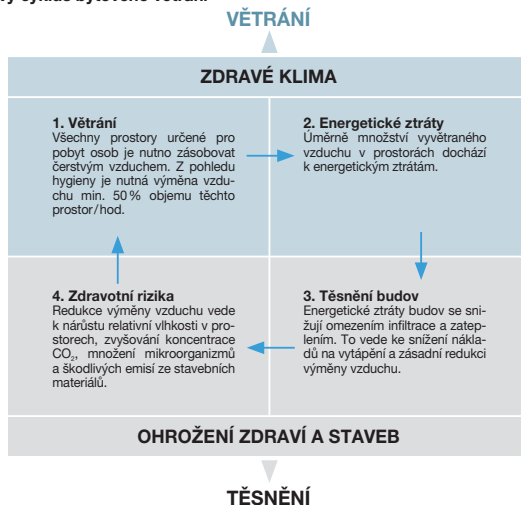 cyklus bytového větrání
VĚTRÁNÍ
ZDRAVÉ KLIMA
1. Větrání
Všechny prostory určené pro
pobyt osob je nutno zásobovat
čerstvým vzduchem. Z pohledu
hygieny je nutná výměna vzdu-
chu min. 50 % objemu těchto
prostor/hod.
2. Energetické ztráty
Úměrně množství vyvětraného
vzduchu v prostorách dochází
k energetickým ztrátám.
4. Zdravotní rizika
Redukce výměny vzduchu vede
k nárůstu relativní vlhkosti v pro-
storech, zvyšování koncentrace
CO₂, množení mikroorganizmů
a škodlivých emisí ze stavebních
materiálů.
3. Těsnění budov
Energetické ztráty budov se sni-
žují omezením infiltrace a zatep-
lením. To vede ke snížení nákla-
dů na vytápění a zásadní redukci
výměny vzduchu.
OHROŽENÍ ZDRAVÍ A STAVEB
TĚSNĚNÍ